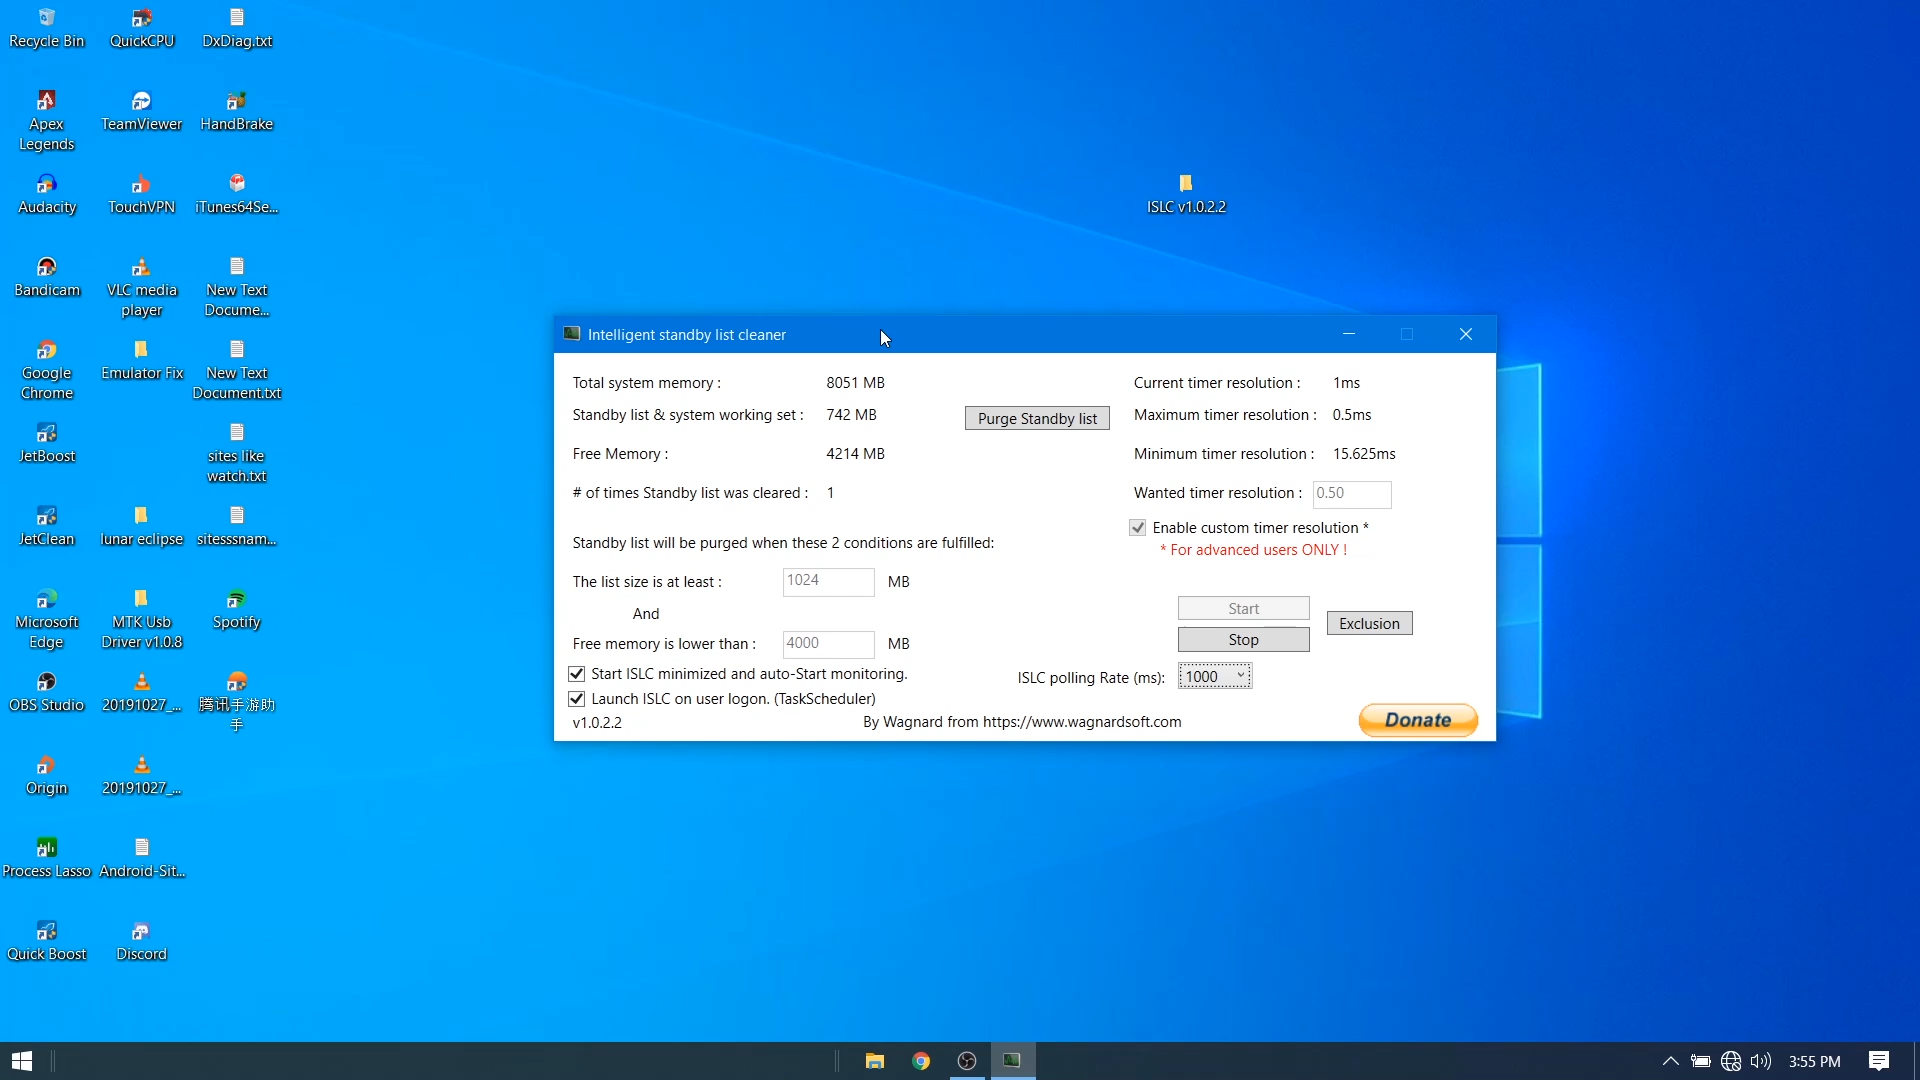 Recycle Bin
QuickCPU
DxDiag.txt
Apex
Legends
TeamViewer
HandBrake
Audacity
TouchVPN
iTunes64Se...
ISLC v1.0.2.2
Bandicam
VLC media
player
New Text
Docume...
Google
Chrome
Emulator Fix
New Text
Document.txt
JetBoost
sites like
watch.txt
JetClean
lunar eclipse
sitesssnam...
Microsoft
Edge
MTK Usb
Driver v1.0.8
Spotify
OBS Studio
20191027_...
腾讯手游助
手
Origin
20191027_...
Process Lasso
Android-Sit...
Quick Boost
Discord
Intelligent standby list cleaner
Total system memory : 8051 MB
Standby list & system working set : 742 MB
Purge Standby list
Free Memory : 4214 MB
# of times Standby list was cleared : 1
Standby list will be purged when these 2 conditions are fulfilled:
The list size is at least : 1024 MB
And
Free memory is lower than : 4000 MB
Start ISLC minimized and auto-Start monitoring.
Launch ISLC on user logon. (TaskScheduler)
v1.0.2.2
By Wagnard from https://www.wagnardsoft.com
Current timer resolution : 1ms
Maximum timer resolution : 0.5ms
Minimum timer resolution : 15.625ms
Wanted timer resolution : 0.50
Enable custom timer resolution *
* For advanced users ONLY !
Start
Stop
Exclusion
ISLC polling Rate (ms): 1000
Donate
3:55 PM